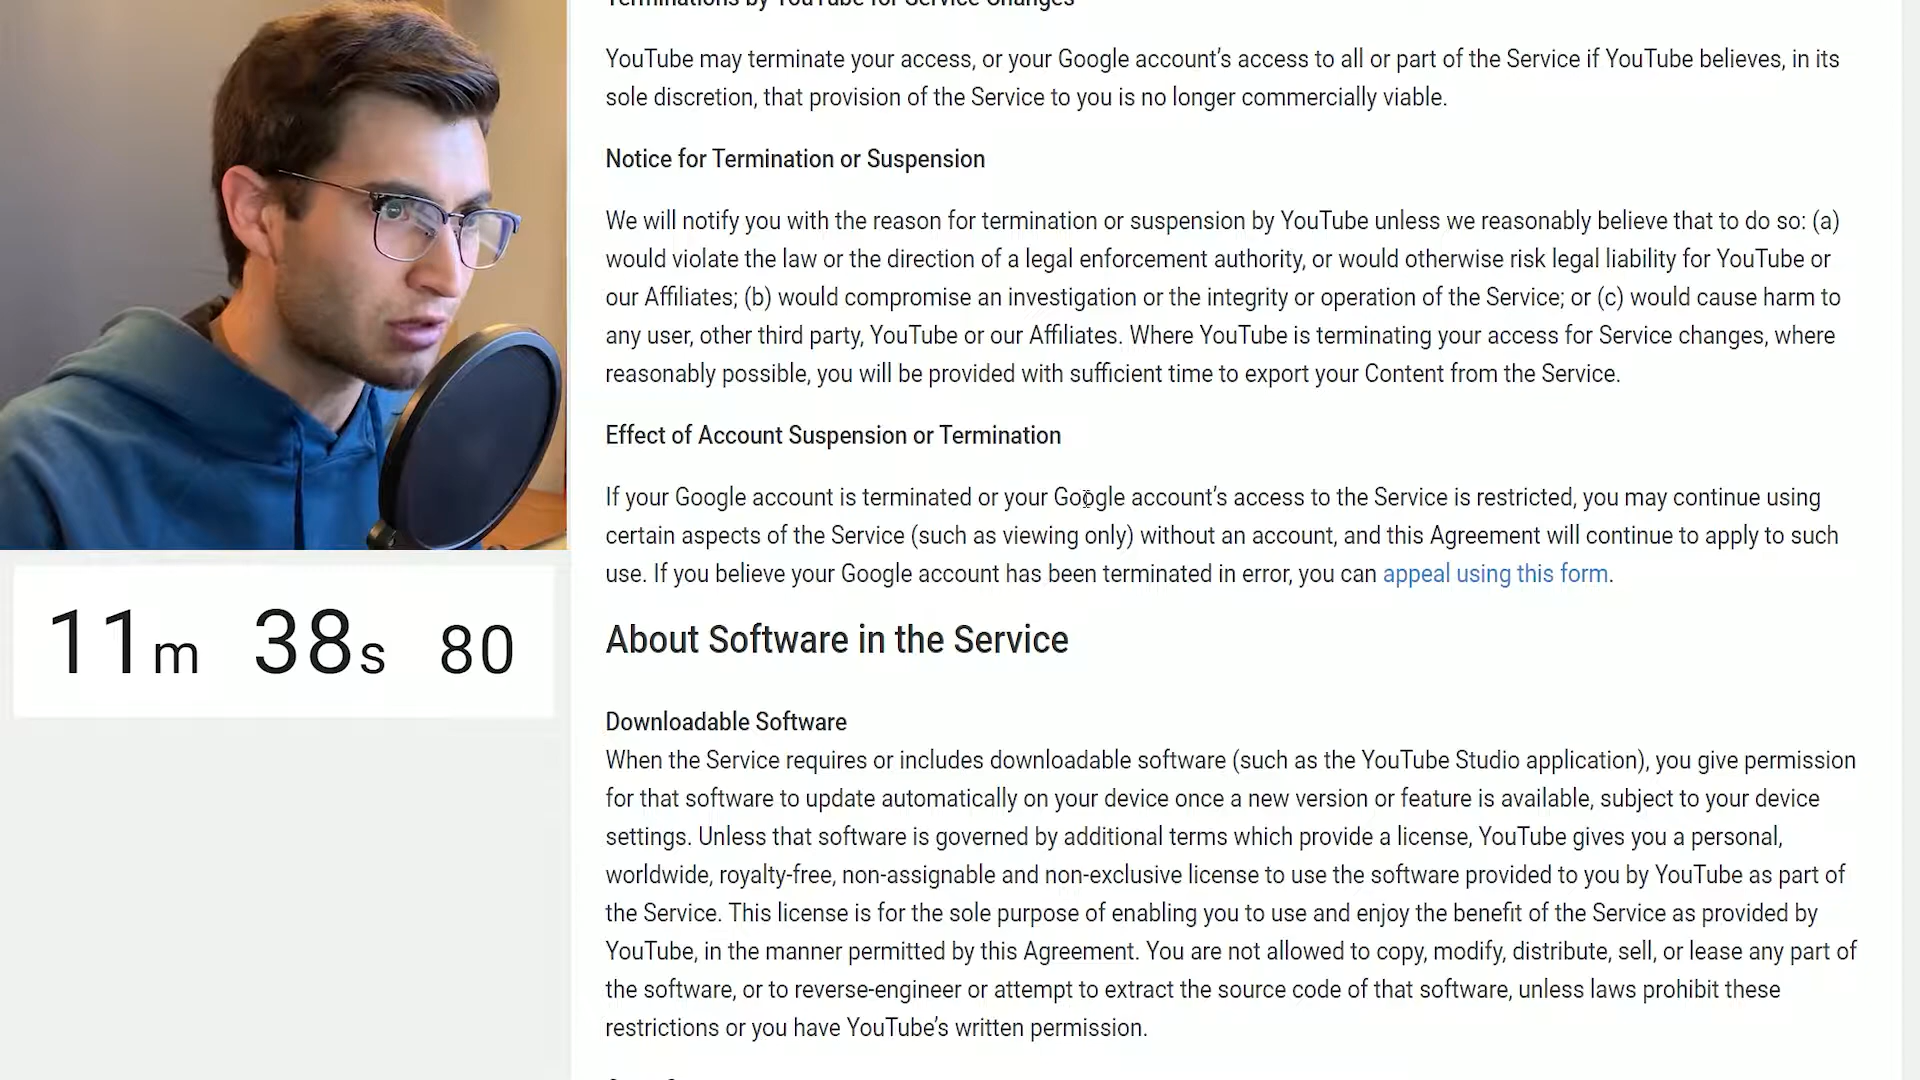 Terminations by YouTube for Service Changes
YouTube may terminate your access, or your Google account’s access to all or part of the Service if YouTube believes, in its
sole discretion, that provision of the Service to you is no longer commercially viable.
Notice for Termination or Suspension
We will notify you with the reason for termination or suspension by YouTube unless we reasonably believe that to do so: (a)
would violate the law or the direction of a legal enforcement authority, or would otherwise risk legal liability for YouTube or
our Affiliates; (b) would compromise an investigation or the integrity or operation of the Service; or (c) would cause harm to
any user, other third party, YouTube or our Affiliates. Where YouTube is terminating your access for Service changes, where
reasonably possible, you will be provided with sufficient time to export your Content from the Service.
Effect of Account Suspension or Termination
If your Google account is terminated or your Google account’s access to the Service is restricted, you may continue using
certain aspects of the Service (such as viewing only) without an account, and this Agreement will continue to apply to such
use. If you believe your Google account has been terminated in error, you can appeal using this form.
About Software in the Service
Downloadable Software
When the Service requires or includes downloadable software (such as the YouTube Studio application), you give permission
for that software to update automatically on your device once a new version or feature is available, subject to your device
settings. Unless that software is governed by additional terms which provide a license, YouTube gives you a personal,
worldwide, royalty-free, non-assignable and non-exclusive license to use the software provided to you by YouTube as part of
the Service. This license is for the sole purpose of enabling you to use and enjoy the benefit of the Service as provided by
YouTube, in the manner permitted by this Agreement. You are not allowed to copy, modify, distribute, sell, or lease any part of
the software, or to reverse-engineer or attempt to extract the source code of that software, unless laws prohibit these
restrictions or you have YouTube’s written permission.
11m 38s 80